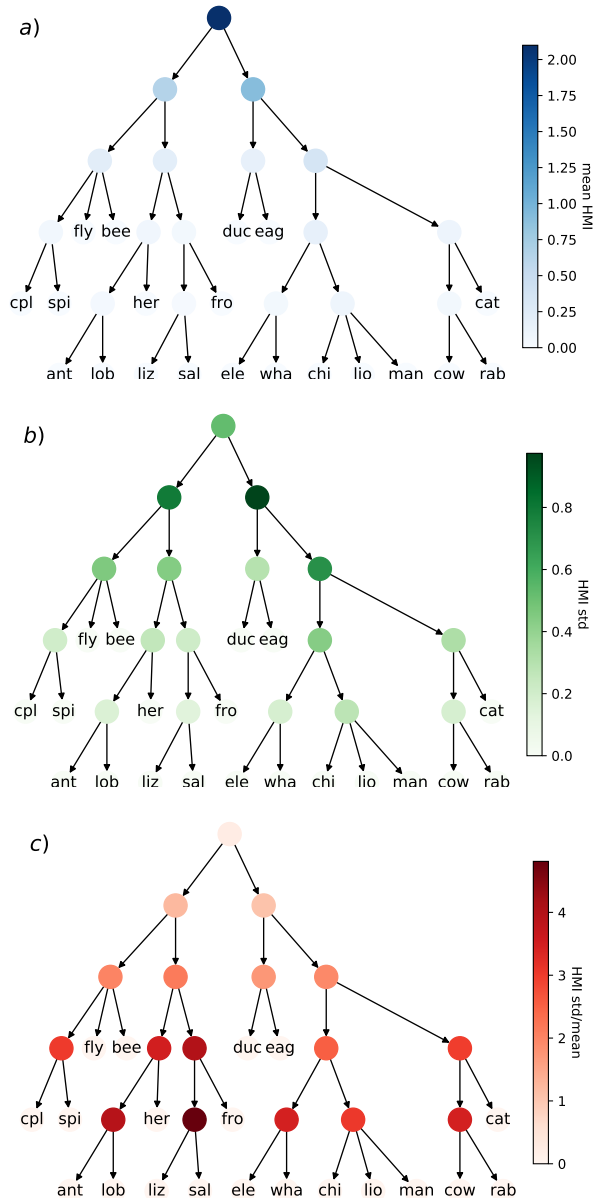 a)
fly bee duc eag
cpl spi her fro cat
ant lob liz sal ele wha chi lio man cow rab
2.00
1.75
1.50
1.25
1.00
0.75
0.50
0.25
0.00
mean HMI
b)
fly bee duc eag
cpl spi her fro cat
ant lob liz sal ele wha chi lio man cow rab
0.8
0.6
0.4
0.2
0.0
HMI std
c)
fly bee duc eag
cpl spi her fro cat
ant lob liz sal ele wha chi lio man cow rab
4
3
2
1
0
HMI std/mean